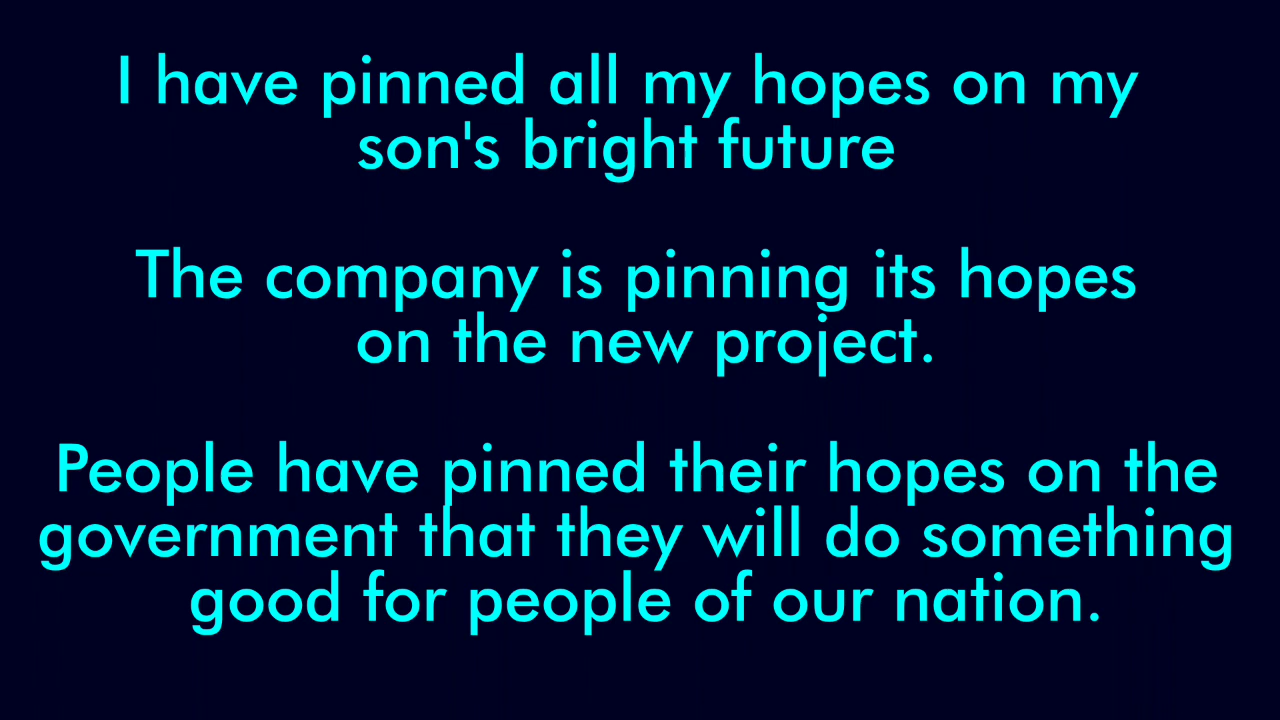 I have pinned all my hopes on my
son's bright future
The company is pinning its hopes
on the new project.
People have pinned their hopes on the
government that they will do something
good for people of our nation.